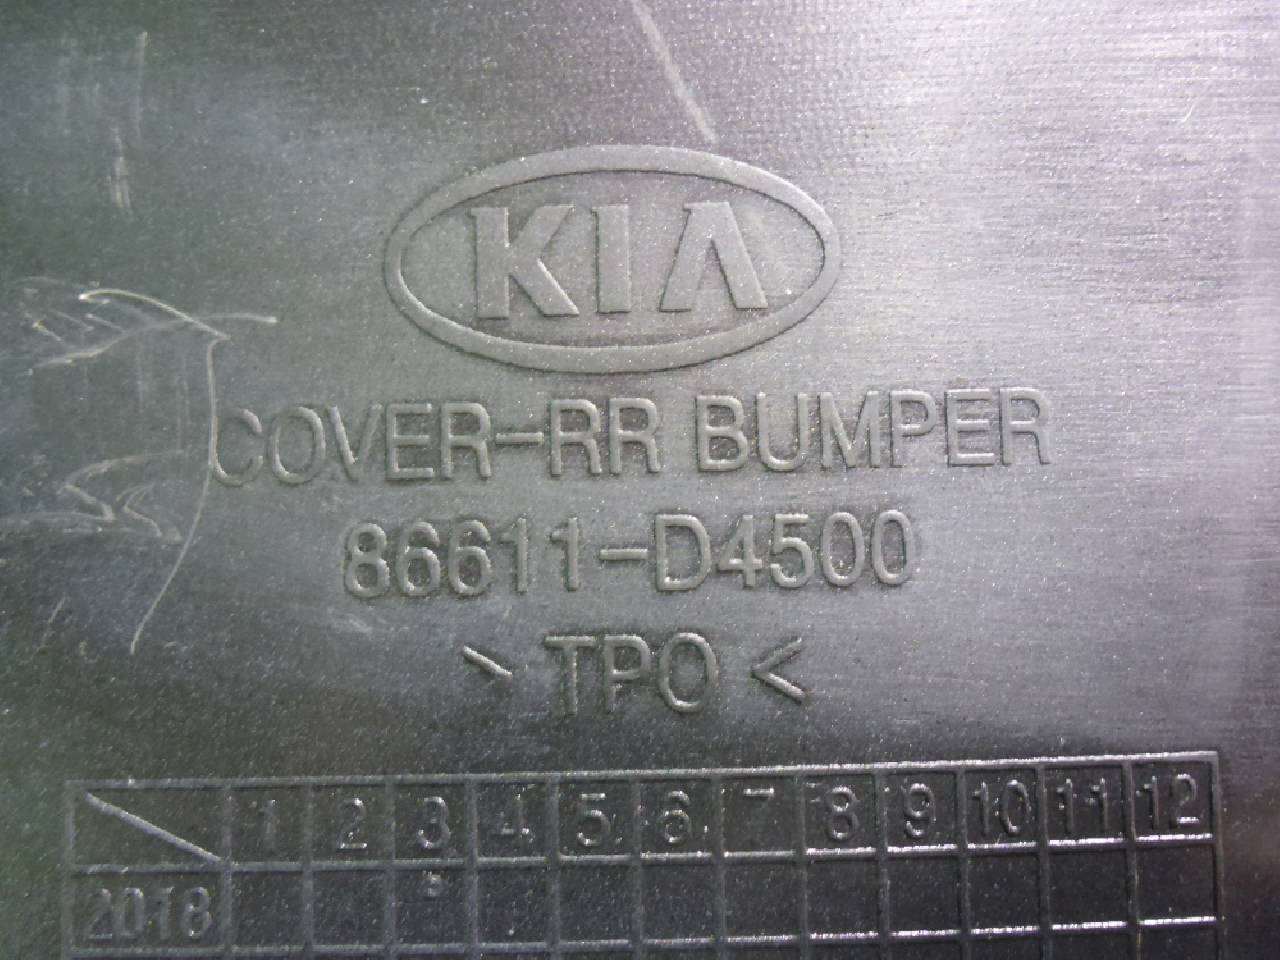 KIA
COVER-RR BUMPER
86611-D4500
> TPO <
1 2 3 4 5 6 7 8 9 10 11 12
2018